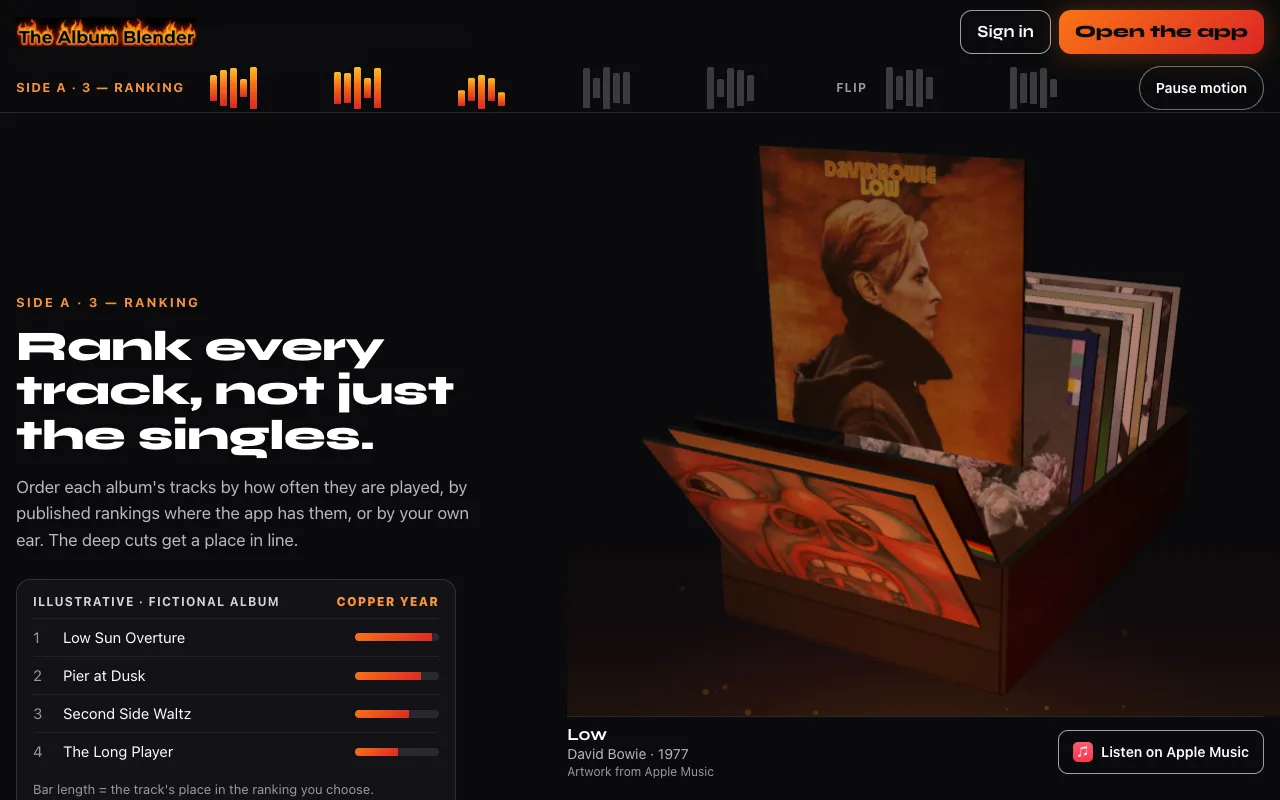 The Album Blender
Sign in
Open the app
SIDE A · 3 — RANKING
FLIP
Pause motion
DAVID BOWIE
LOW
SIDE A · 3 — RANKING
Rank every
track, not just
the singles.
Order each album's tracks by how often they are played, by
published rankings where the app has them, or by your own
ear. The deep cuts get a place in line.
ILLUSTRATIVE · FICTIONAL ALBUM
COPPER YEAR
1 Low Sun Overture
2 Pier at Dusk
3 Second Side Waltz
4 The Long Player
Bar length = the track's place in the ranking you choose.
Low
David Bowie · 1977
Artwork from Apple Music
Listen on Apple Music